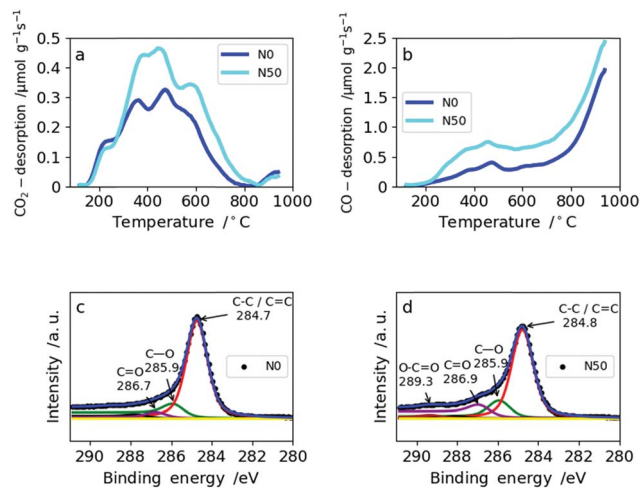 a
N0
N50
0.5
0.4
0.3
0.2
0.1
0
CO₂ − desorption /μmol g⁻¹s⁻¹
200 400 600 800 1000
Temperature /°C
b
N0
N50
2.5
2.0
1.5
1.0
0.5
0
CO − desorption /μmol g⁻¹s⁻¹
200 400 600 800 1000
Temperature /°C
c
C-C / C=C
284.7
C—O
285.9
C=O
286.7
N0
Intensity /a. u.
290 288 286 284 282 280
Binding energy /eV
d
C-C / C=C
284.8
C—O
285.9
C=O
286.9
O-C=O
289.3
N50
Intensity /a. u.
290 288 286 284 282 280
Binding energy /eV